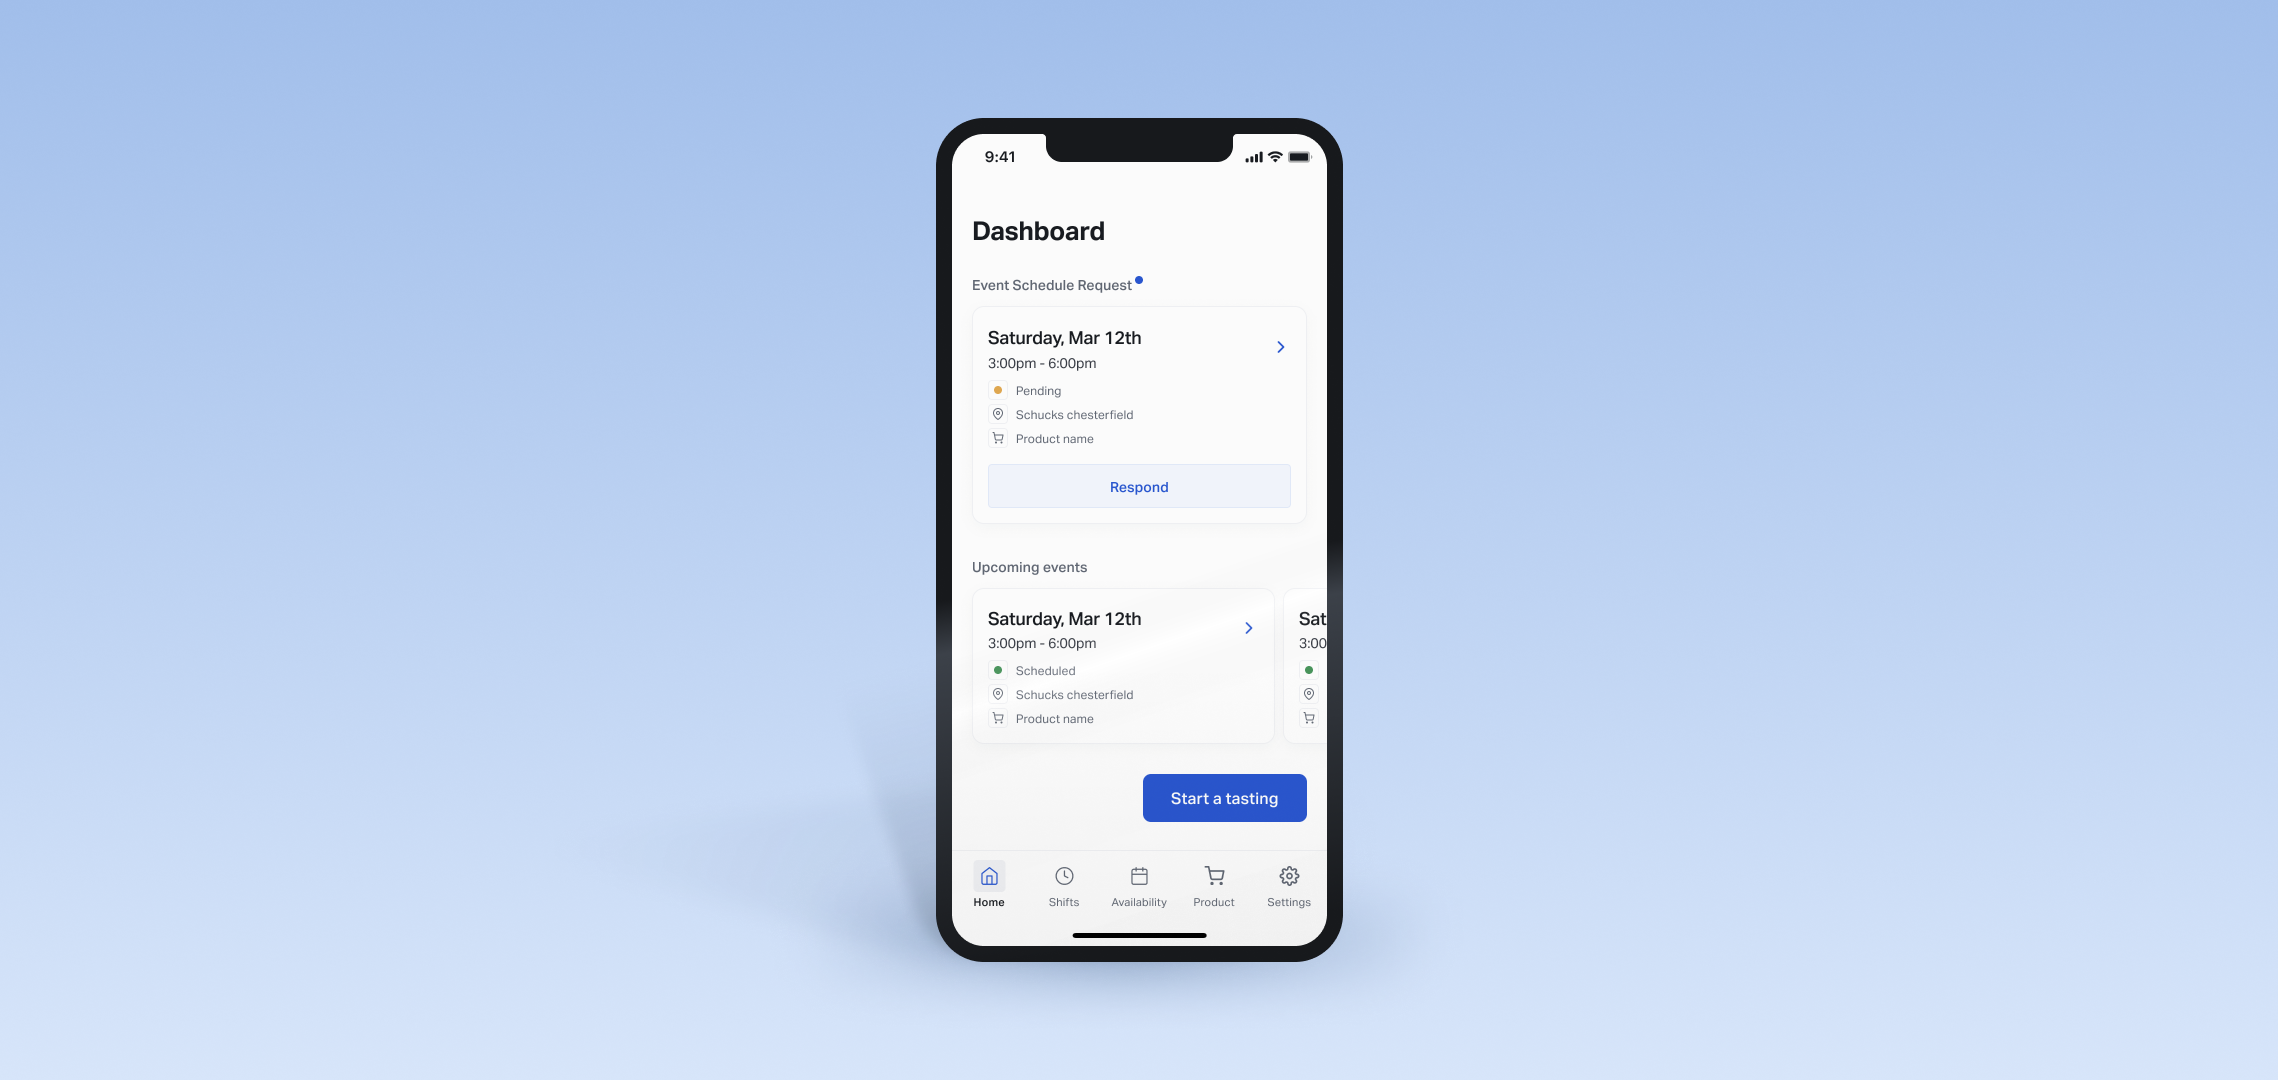 9:41
Dashboard
Event Schedule Request
Saturday, Mar 12th
3:00pm - 6:00pm
Pending
Schucks chesterfield
Product name
Respond
Upcoming events
Saturday, Mar 12th
3:00pm - 6:00pm
Scheduled
Schucks chesterfield
Product name
Sat
3:00
Start a tasting
Home
Shifts
Availability
Product
Settings